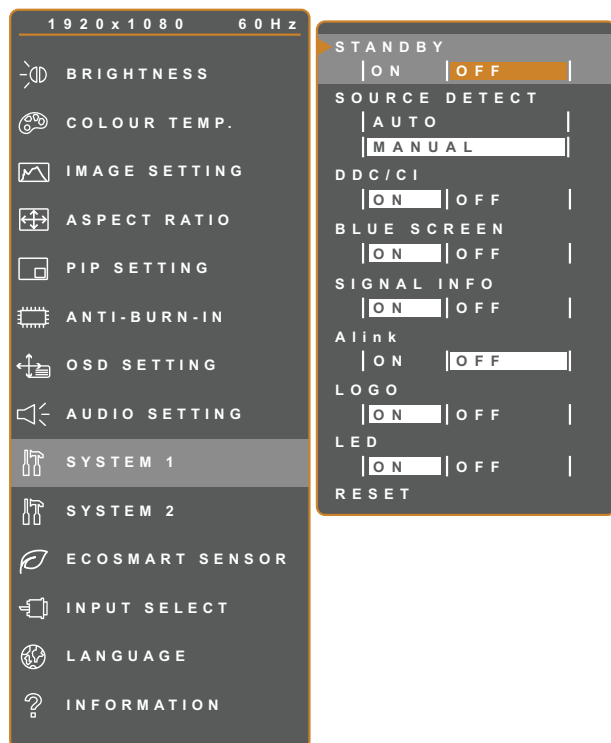 1920x1080 60Hz
BRIGHTNESS
COLOUR TEMP.
IMAGE SETTING
ASPECT RATIO
PIP SETTING
ANTI-BURN-IN
OSD SETTING
AUDIO SETTING
SYSTEM 1
SYSTEM 2
ECOSMART SENSOR
INPUT SELECT
LANGUAGE
INFORMATION
STANDBY
ON OFF
SOURCE DETECT
AUTO
MANUAL
DDC/CI
ON OFF
BLUE SCREEN
ON OFF
SIGNAL INFO
ON OFF
Alink
ON OFF
LOGO
ON OFF
LED
ON OFF
RESET